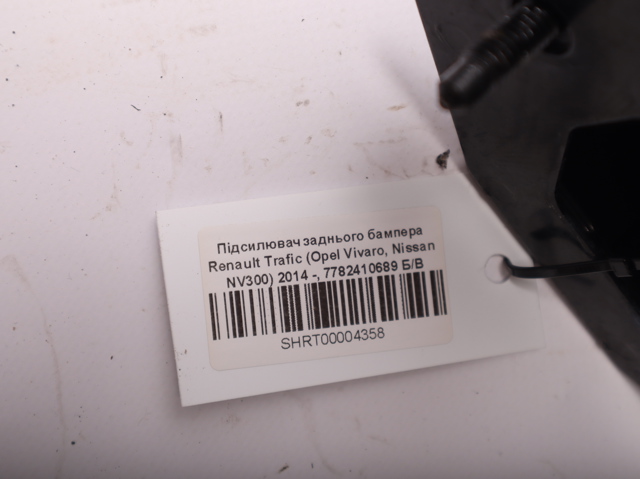 Підсилювач заднього бампера
Renault Trafic (Opel Vivaro, Nissan
NV300) 2014 -, 7782410689 Б/В
SHRT00004358